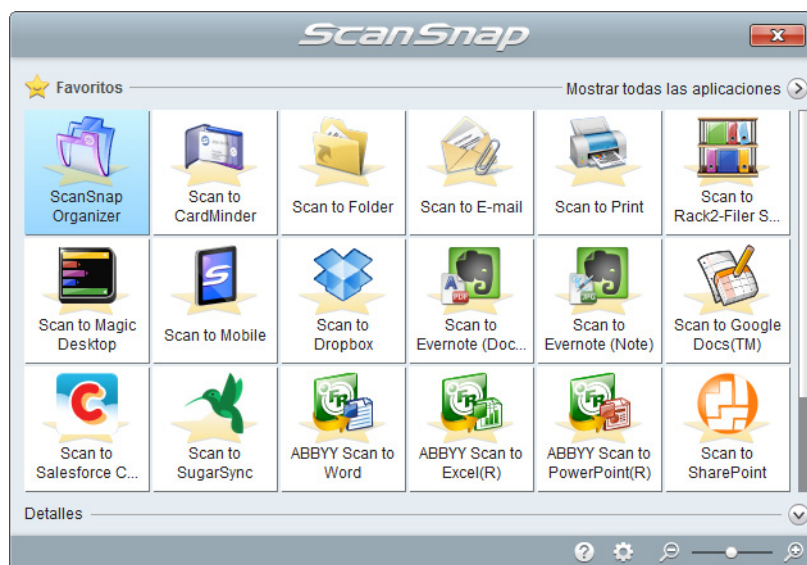 ScanSnap
Favoritos
Mostrar todas las aplicaciones
ScanSnap
Organizer
Scan to
CardMinder
Scan to Folder
Scan to E-mail
Scan to Print
Scan to
Rack2-Filer S...
Scan to Magic
Desktop
Scan to Mobile
Scan to
Dropbox
Scan to
Evernote (Doc...
Scan to
Evernote (Note)
Scan to Google
Docs(TM)
Scan to
Salesforce C...
Scan to
SugarSync
ABBYY Scan to
Word
ABBYY Scan to
Excel(R)
ABBYY Scan to
PowerPoint(R)
Scan to
SharePoint
Detalles